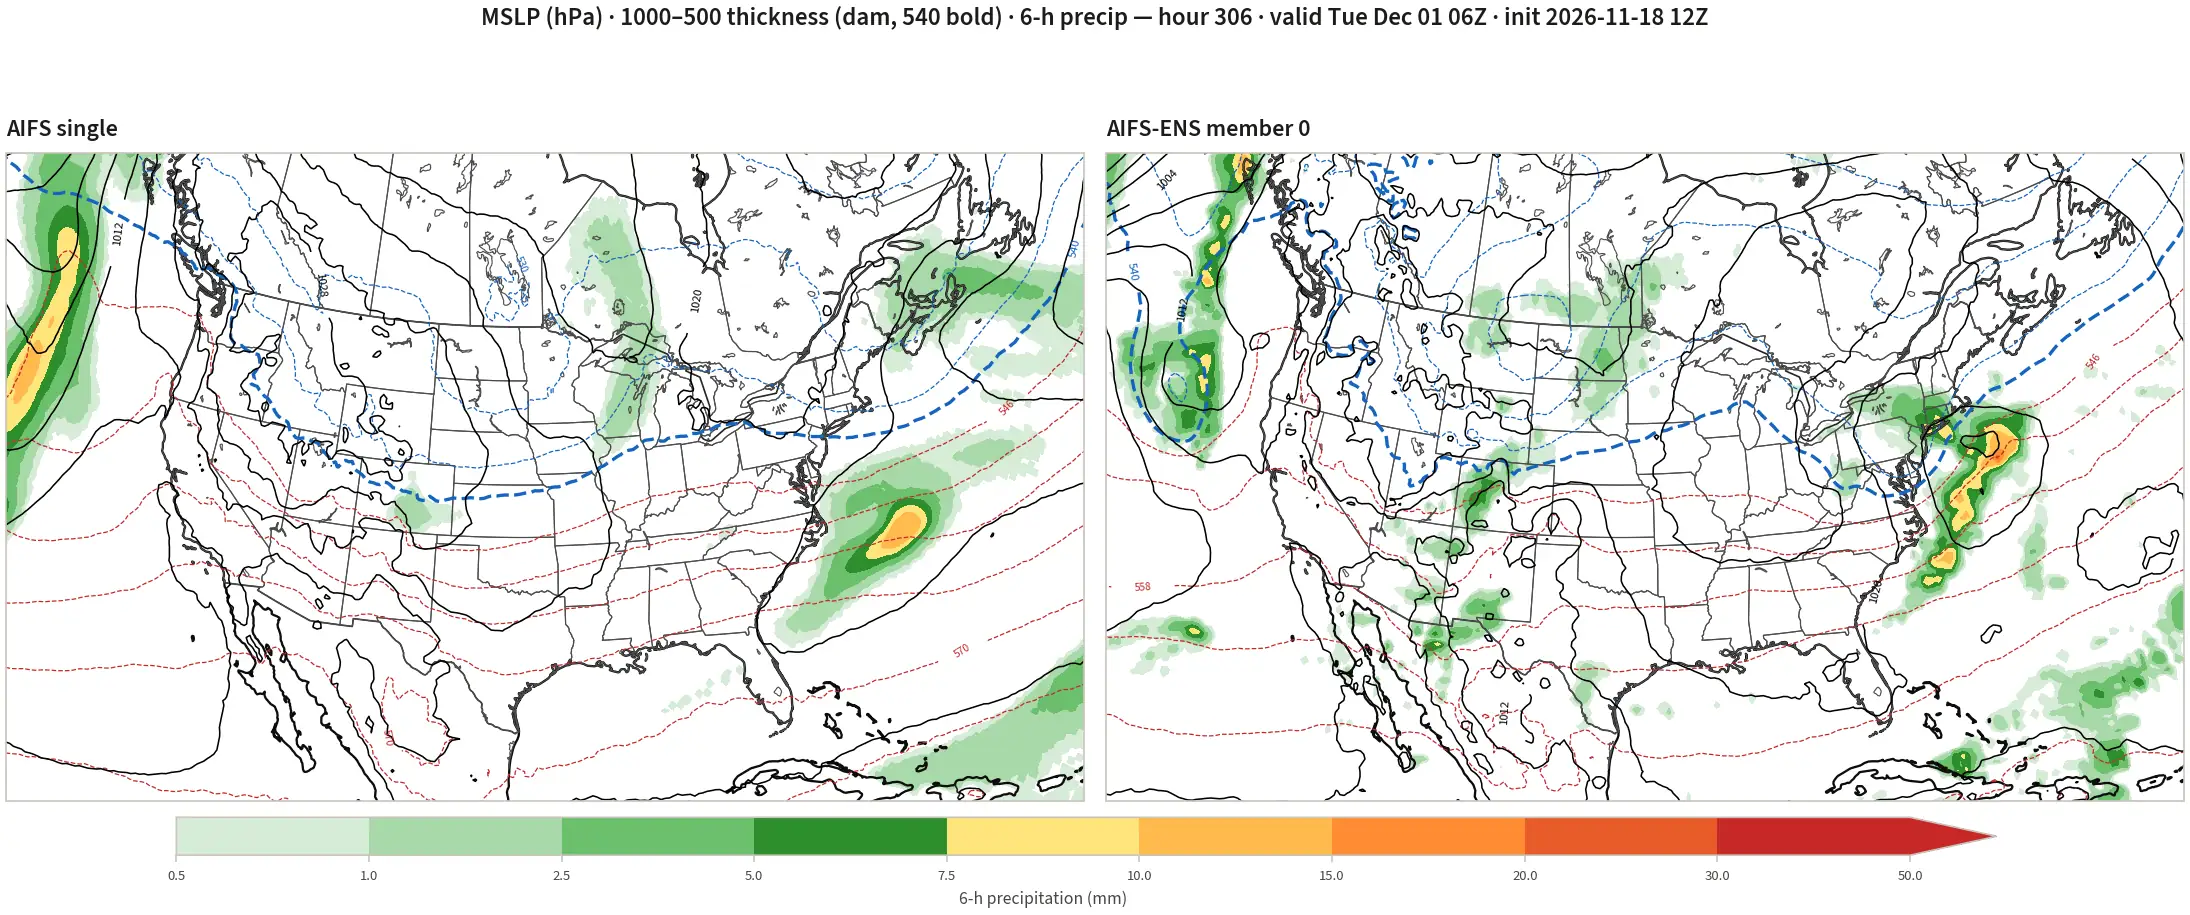 MSLP (hPa) · 1000–500 thickness (dam, 540 bold) · 6-h precip — hour 306 · valid Tue Dec 01 06Z · init 2026-11-18 12Z
AIFS single
AIFS-ENS member 0
1012
1028
530
1020
540
546
570
1004
540
1012
546
558
1020
1012
0.5 1.0 2.5 5.0 7.5 10.0 15.0 20.0 30.0 50.0
6-h precipitation (mm)